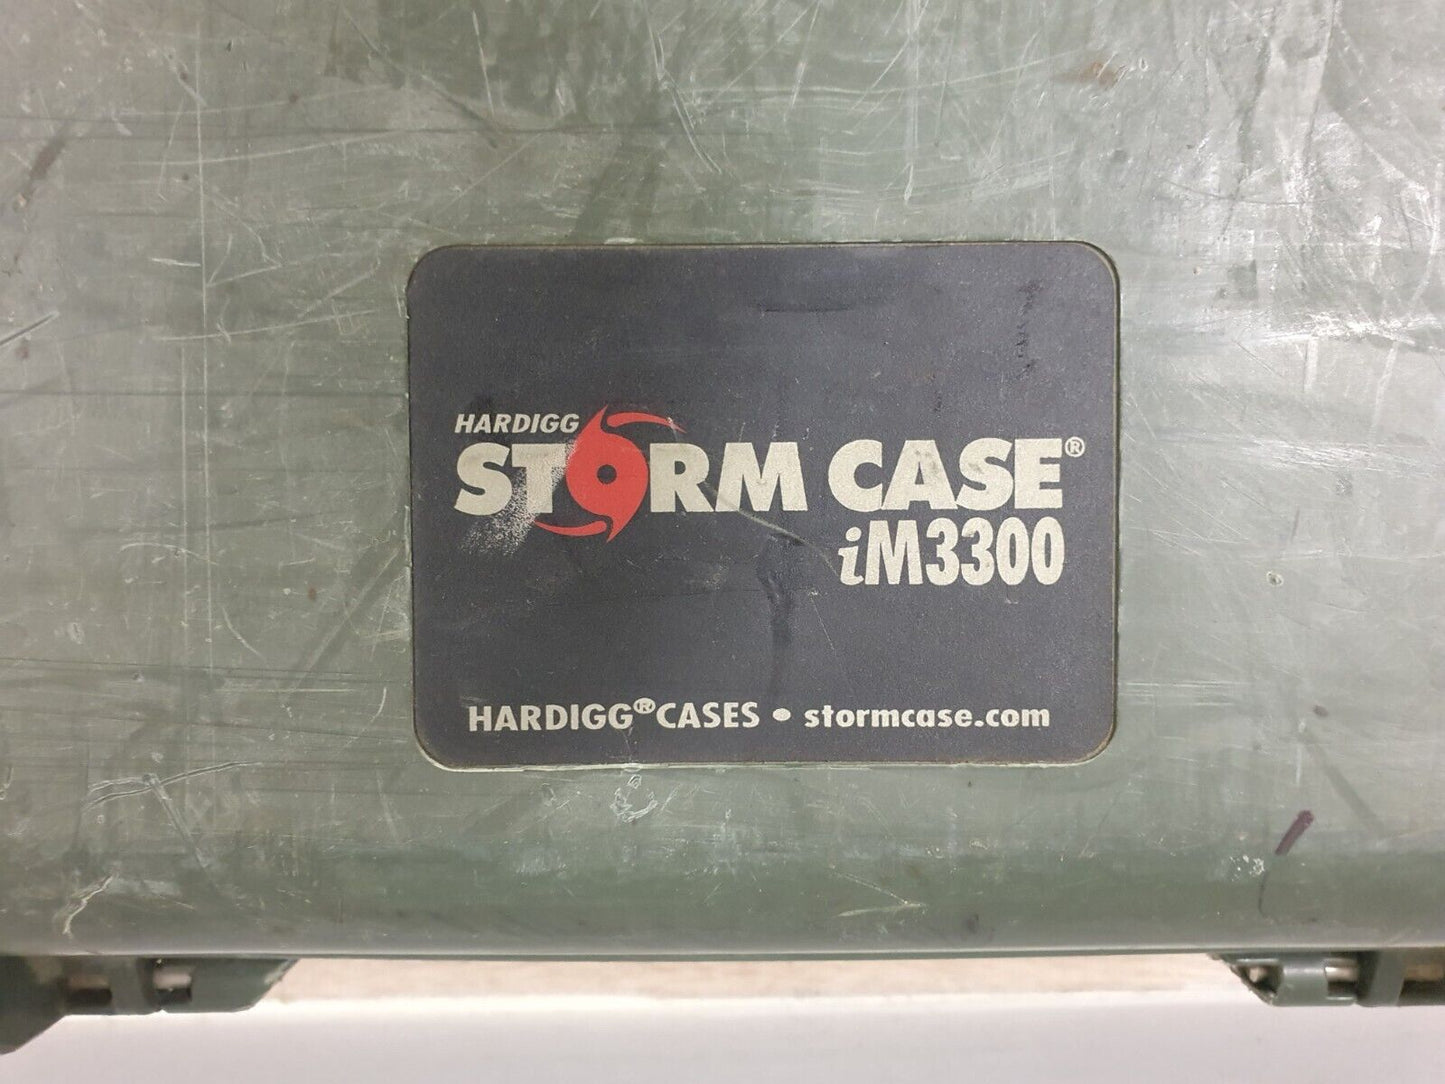 HARDIGG
STORM CASE®
iM3300
HARDIGG® CASES • stormcase.com